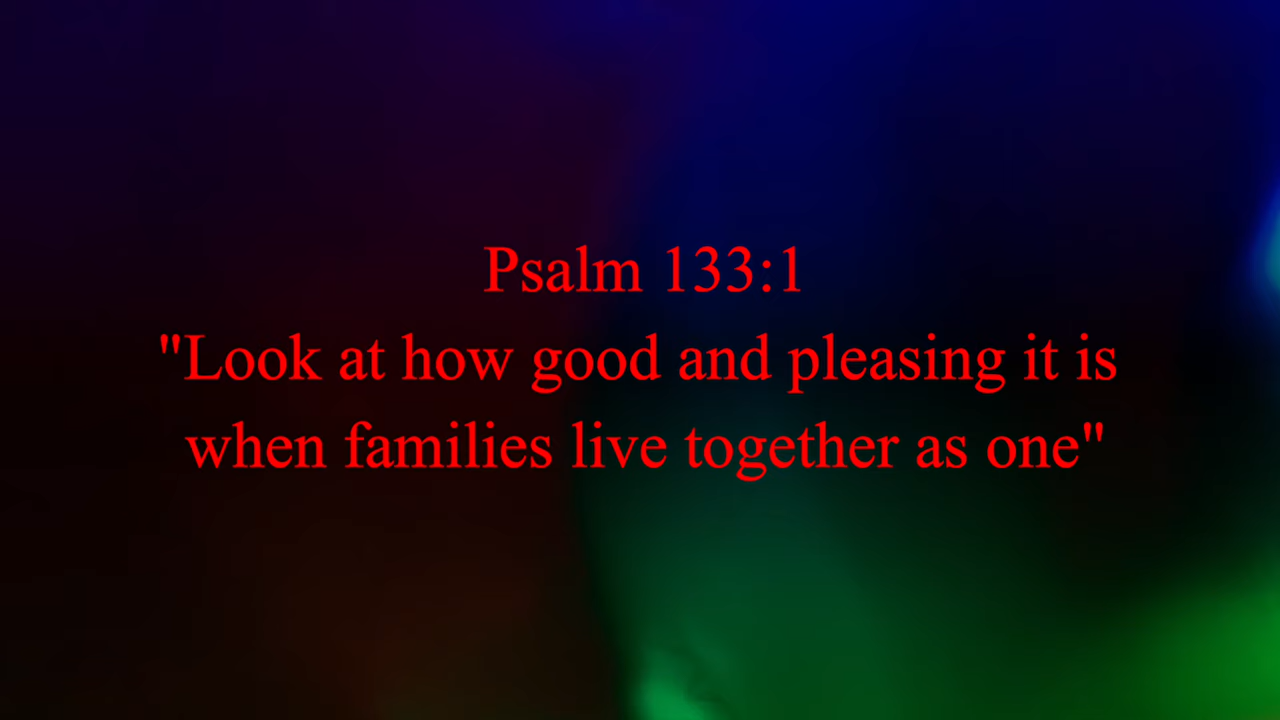 Psalm 133:1
"Look at how good and pleasing it is
when families live together as one"